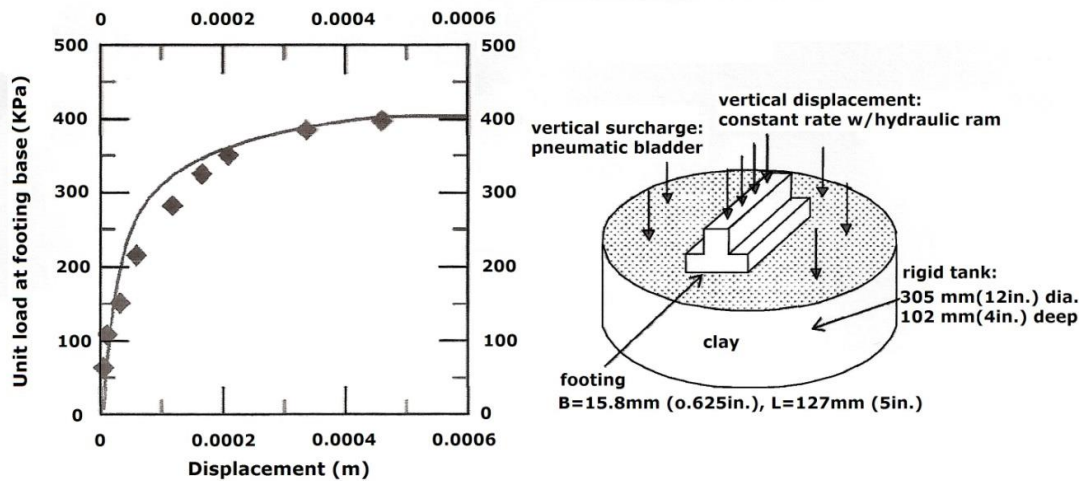 0 0.0002 0.0004 0.0006
500 500
400 400
300 300
200 200
100 100
0 0
0 0.0002 0.0004 0.0006
Displacement (m)
Unit load at footing base (KPa)
vertical displacement:
constant rate w/hydraulic ram
vertical surcharge:
pneumatic bladder
rigid tank:
305 mm(12in.) dia.
102 mm(4in.) deep
clay
footing
B=15.8mm (o.625in.), L=127mm (5in.)